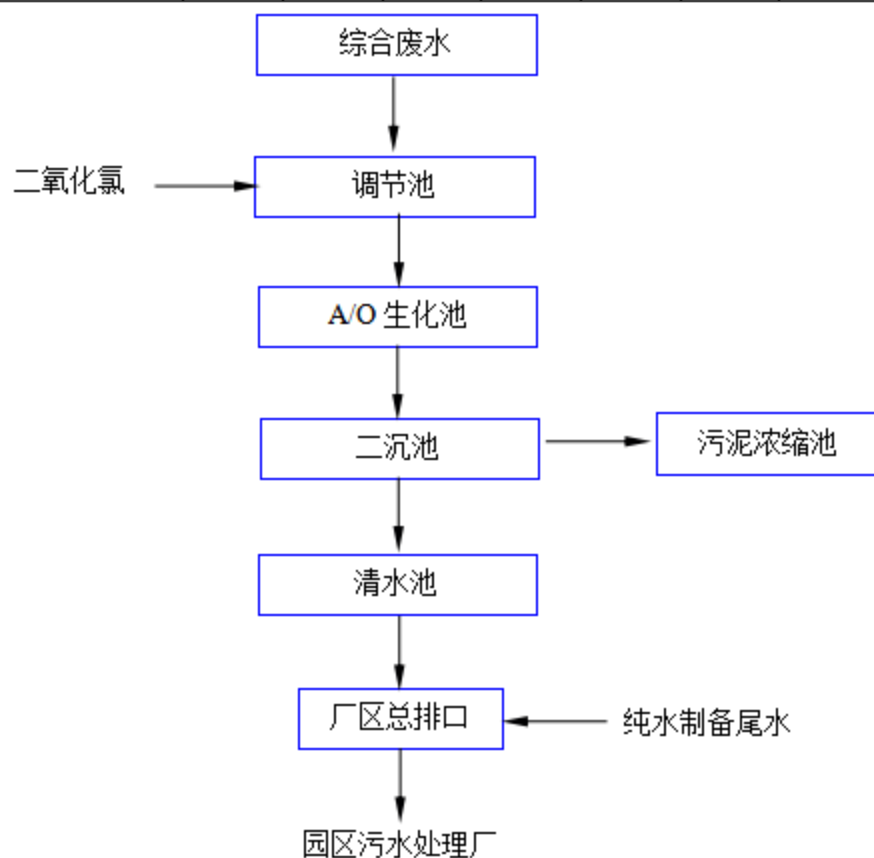 综合废水
二氧化氯
调节池
A/O 生化池
二沉池
污泥浓缩池
清水池
厂区总排口
纯水制备尾水
园区污水处理厂